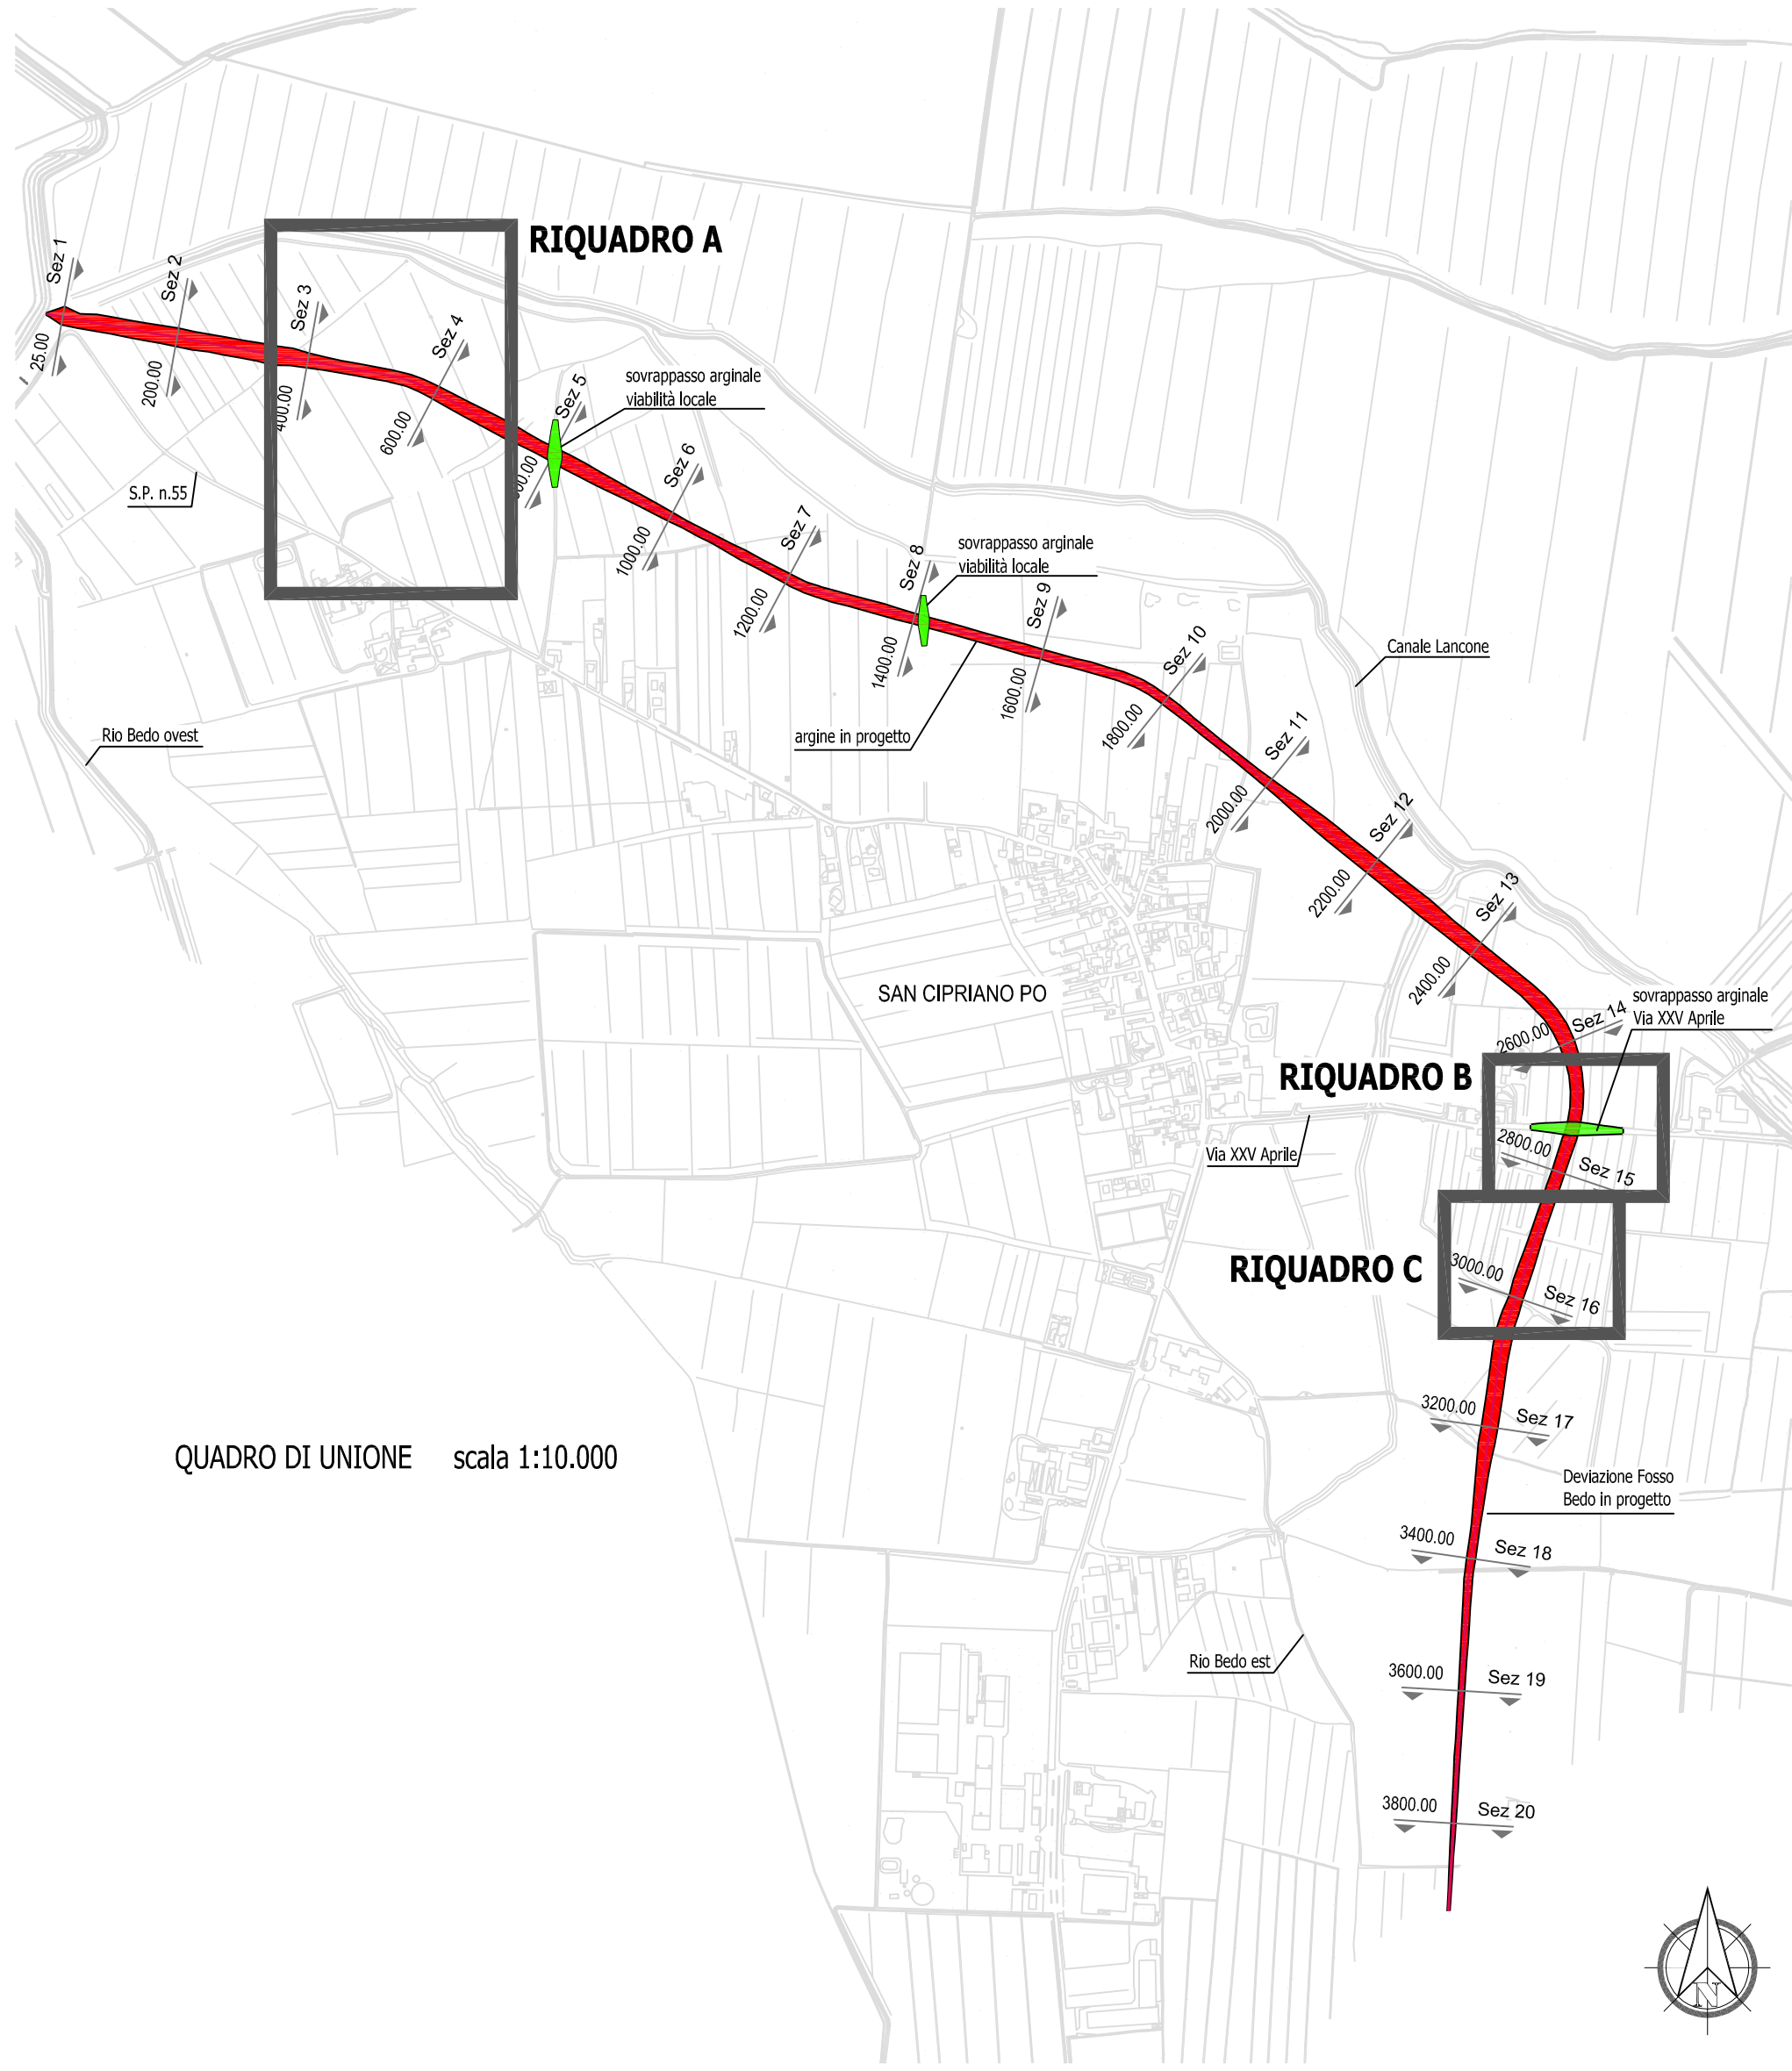 RIQUADRO A
Sez 1
25.00
Sez 2
200.00
Sez 3
400.00
Sez 4
600.00
Sez 5
sovrappasso arginale
viabilità locale
S.P. n.55
Sez 6
1000.00
Sez 7
1200.00
Sez 8
1400.00
sovrappasso arginale
viabilità locale
Sez 9
1600.00
Sez 10
1800.00
Canale Lancone
Rio Bedo ovest
argine in progetto
Sez 11
2000.00
Sez 12
2200.00
Sez 13
2400.00
SAN CIPRIANO PO
sovrappasso arginale
Via XXV Aprile
Sez 14
2600.00
RIQUADRO B
2800.00
Sez 15
Via XXV Aprile
RIQUADRO C
3000.00
Sez 16
3200.00
Sez 17
QUADRO DI UNIONE scala 1:10.000
Deviazione Fosso
Bedo in progetto
3400.00
Sez 18
Rio Bedo est
3600.00
Sez 19
3800.00
Sez 20
N